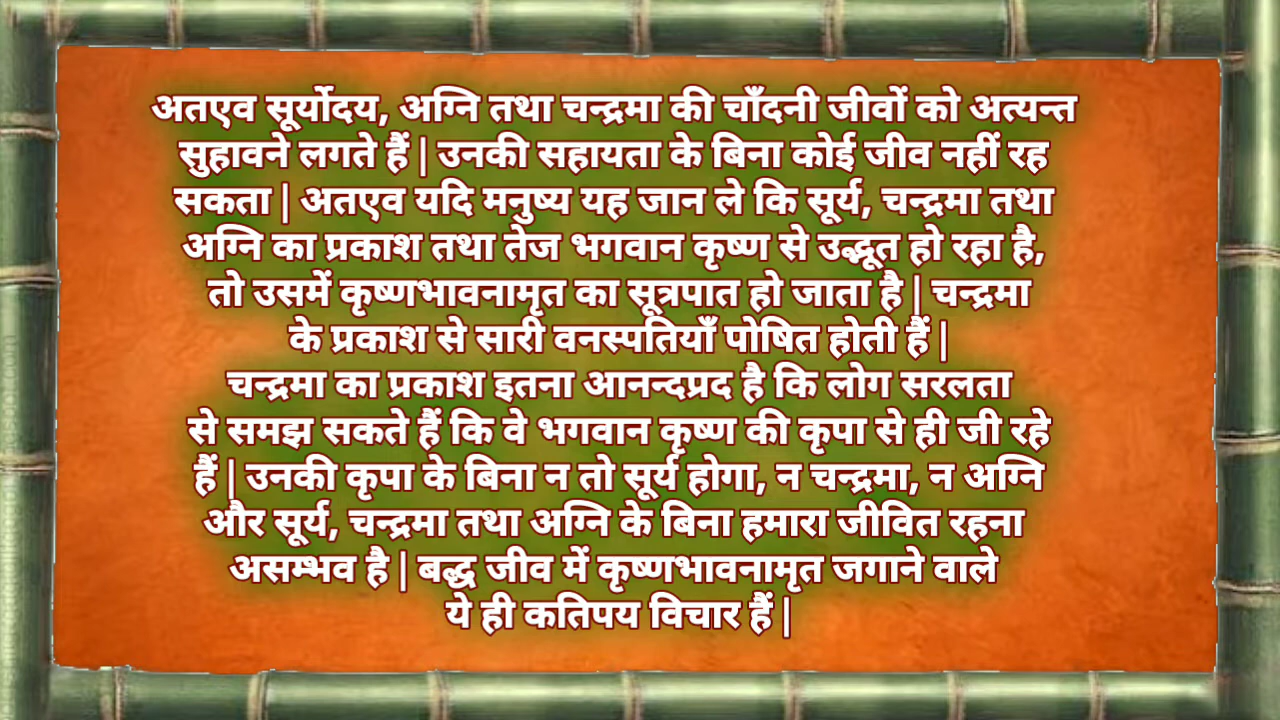 अतएव सूर्योदय, अग्नि तथा चन्द्रमा की चाँदनी जीवों को अत्यन्त
सुहावने लगते हैं | उनकी सहायता के बिना कोई जीव नहीं रह
सकता | अतएव यदि मनुष्य यह जान ले कि सूर्य, चन्द्रमा तथा
अग्नि का प्रकाश तथा तेज भगवान कृष्ण से उद्भूत हो रहा है,
तो उसमें कृष्णभावनामृत का सूत्रपात हो जाता है | चन्द्रमा
के प्रकाश से सारी वनस्पतियाँ पोषित होती हैं |
चन्द्रमा का प्रकाश इतना आनन्दप्रद है कि लोग सरलता
से समझ सकते हैं कि वे भगवान कृष्ण की कृपा से ही जी रहे
हैं | उनकी कृपा के बिना न तो सूर्य होगा, न चन्द्रमा, न अग्नि
और सूर्य, चन्द्रमा तथा अग्नि के बिना हमारा जीवित रहना
असम्भव है | बद्ध जीव में कृष्णभावनामृत जगाने वाले
ये ही कतिपय विचार हैं |